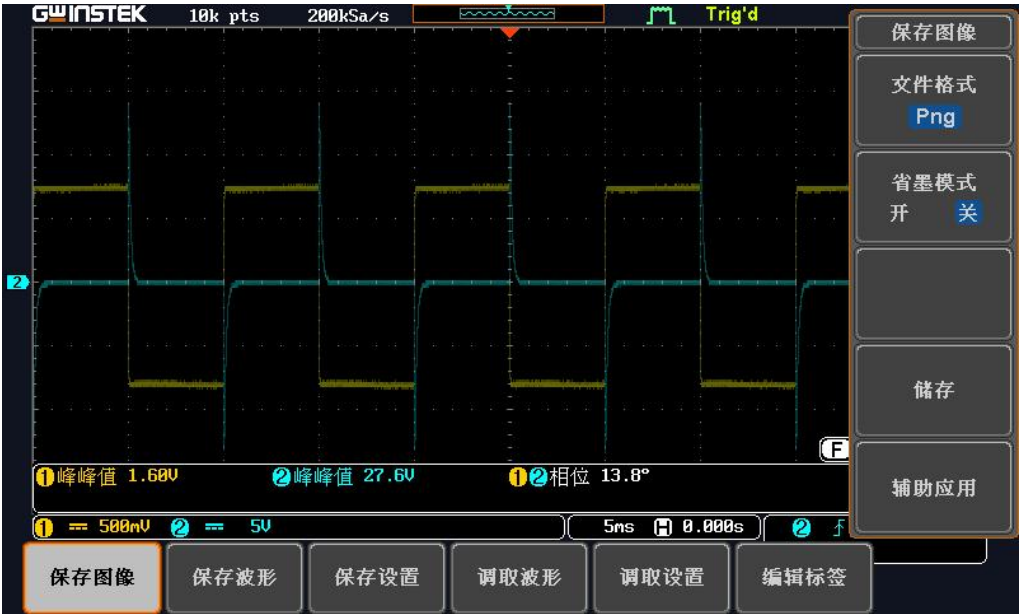 GWINSTEK 10k pts 200kSa/s Trig'd
保存图像
文件格式
Png
省墨模式
开 关
2
储存
F
辅助应用
1 峰峰值 1.60V 2 峰峰值 27.6V 1 2 相位 13.8°
1 500mV 2 5V 5ms H 0.000s 2
保存图像 保存波形 保存设置 调取波形 调取设置 编辑标签